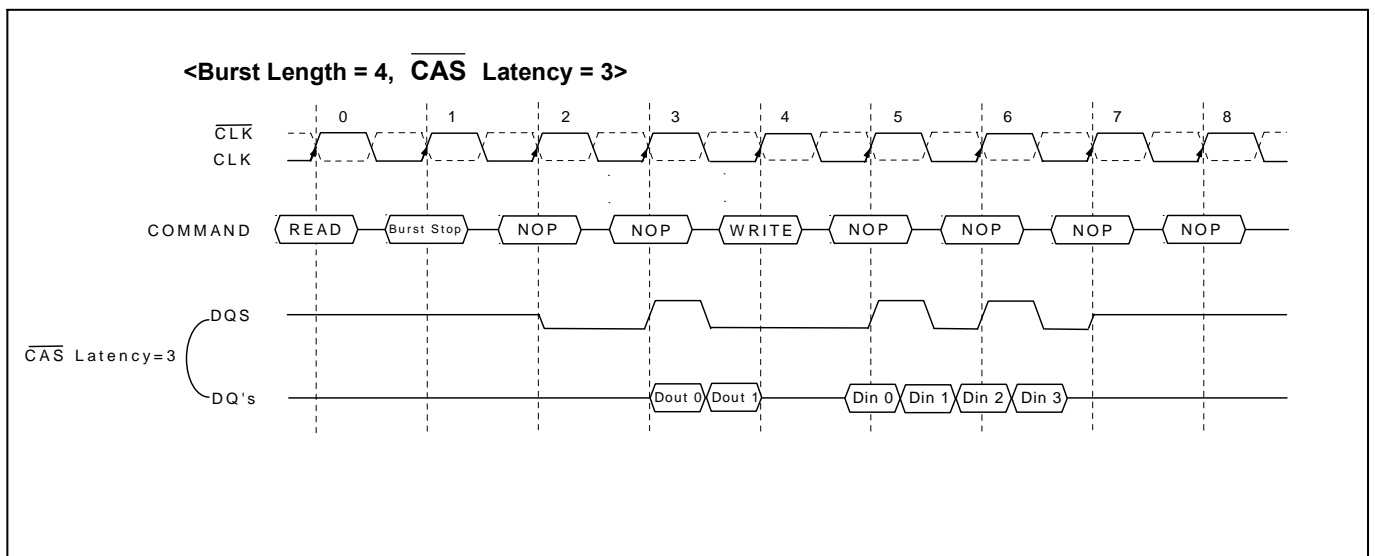 <Burst Length = 4, CAS Latency = 3>
0 1 2 3 4 5 6 7 8
CLK
CLK
COMMAND READ Burst Stop NOP NOP WRITE NOP NOP NOP NOP
DQS
CAS Latency=3
DQ's Dout 0 Dout 1 Din 0 Din 1 Din 2 Din 3